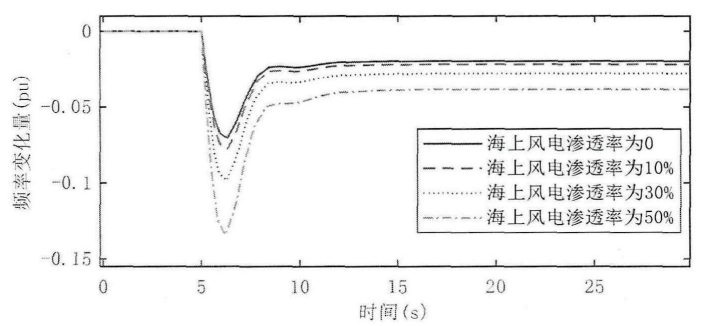 频率变化量(pu)
0
-0.05
-0.1
-0.15
海上风电渗透率为0
海上风电渗透率为10%
海上风电渗透率为30%
海上风电渗透率为50%
0 5 10 15 20 25
时间(s)